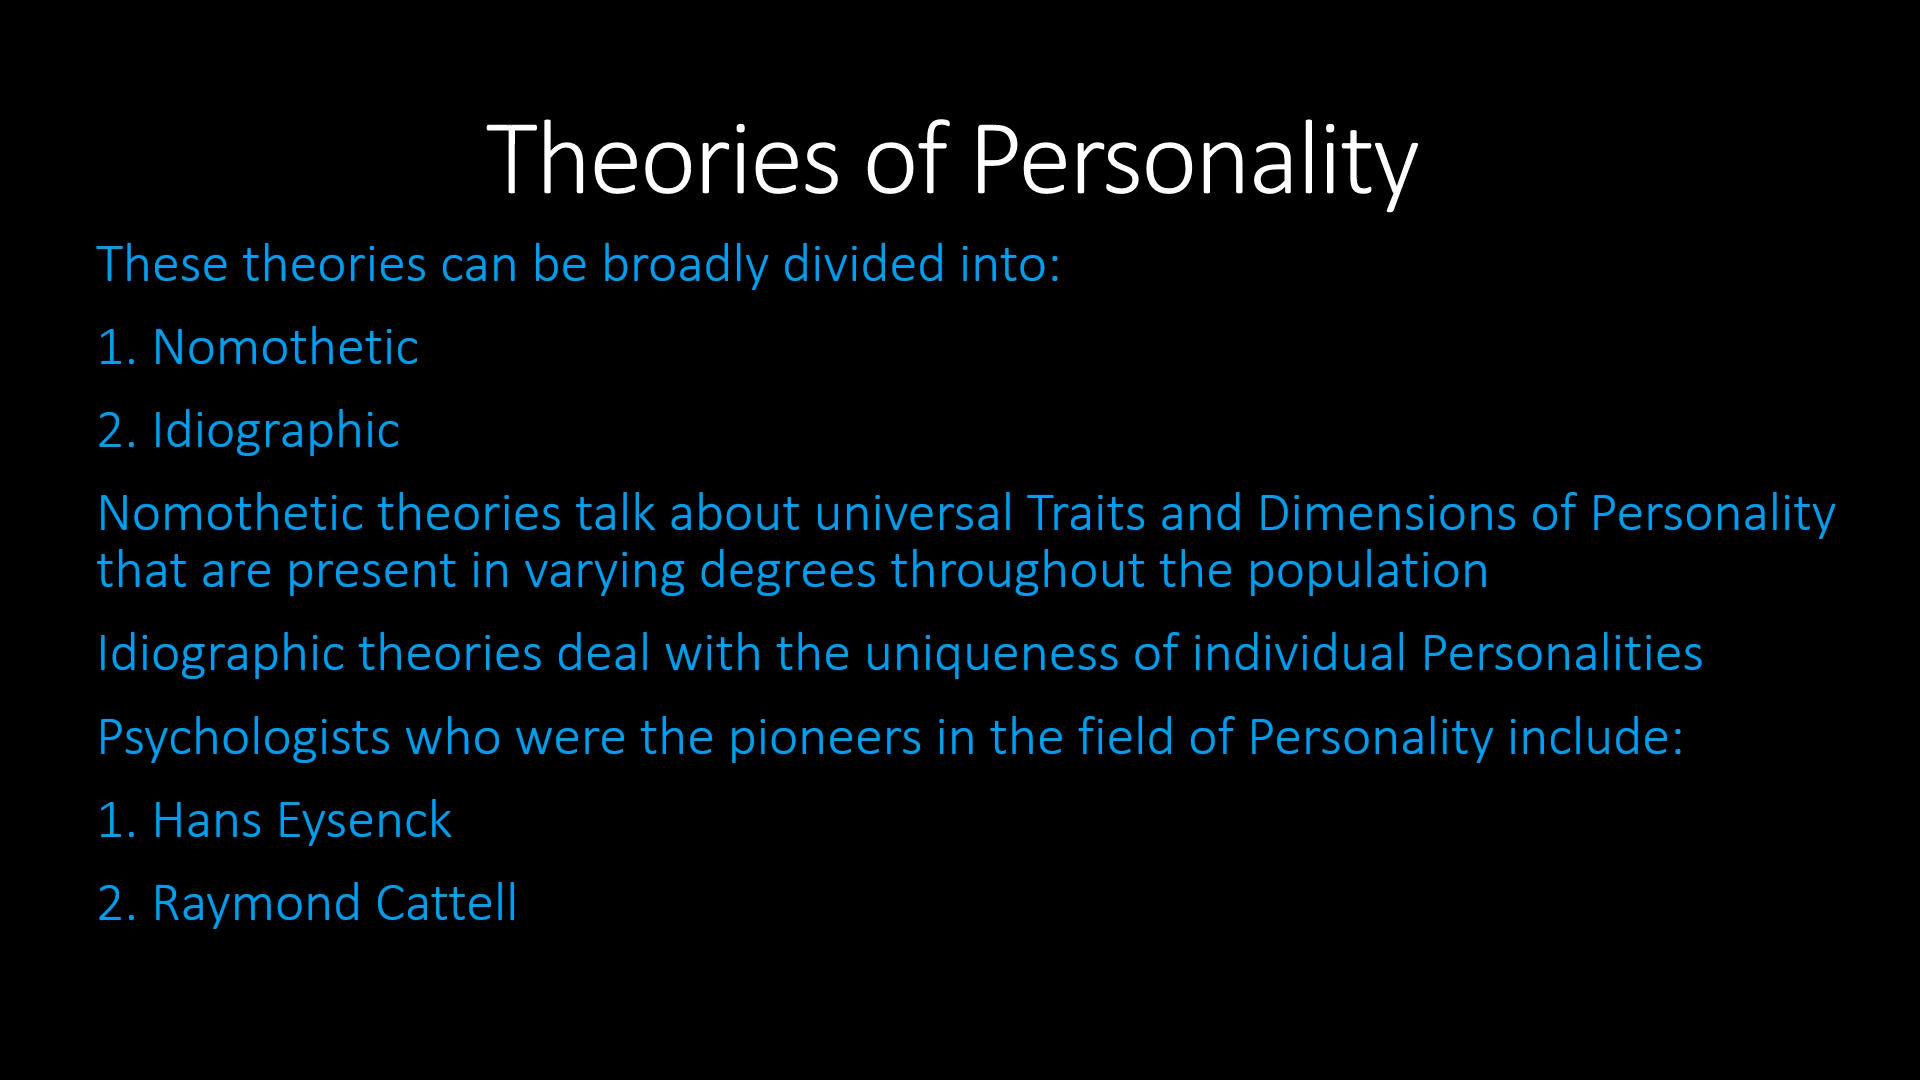 Theories of Personality
These theories can be broadly divided into:
1. Nomothetic
2. Idiographic
Nomothetic theories talk about universal Traits and Dimensions of Personality
that are present in varying degrees throughout the population
Idiographic theories deal with the uniqueness of individual Personalities
Psychologists who were the pioneers in the field of Personality include:
1. Hans Eysenck
2. Raymond Cattell